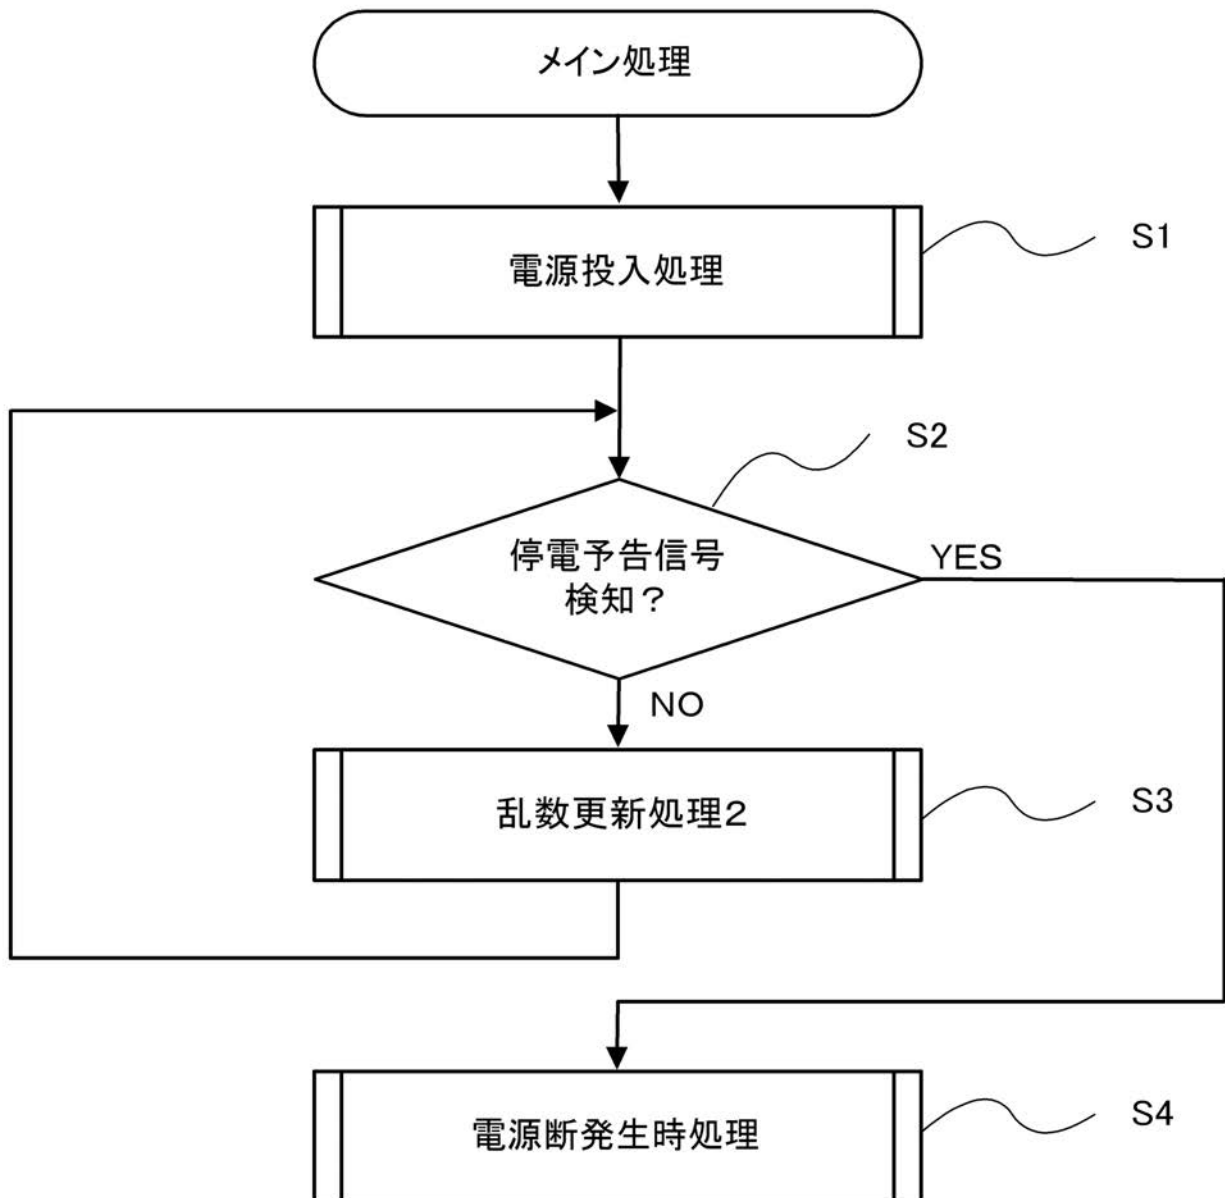 メイン処理
電源投入処理
S1
S2
停電予告信号
検知？
YES
NO
乱数更新処理２
S3
電源断発生時処理
S4